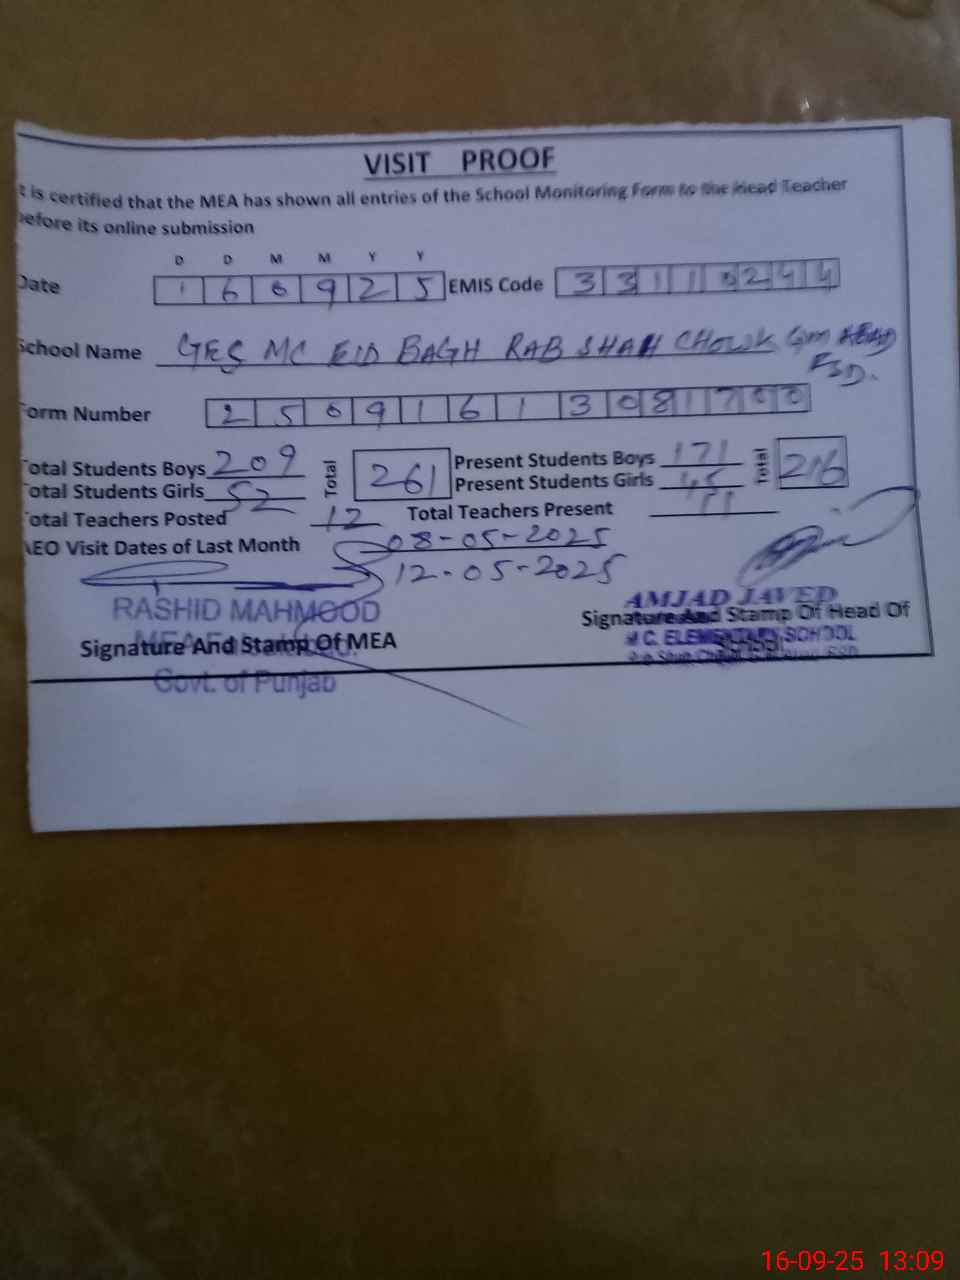 VISIT PROOF
t is certified that the MEA has shown all entries of the School Monitoring Form to the Head Teacher
before its online submission
D D M M Y Y
Date 1 6 0 9 2 5 EMIS Code 3 3 1 1 0 2 4 4
School Name GES MC EID BAGH RAB SHAH CHOWK GM ABAD
FSD.
Form Number 2 5 0 9 1 6 1 3 0 8 1 7 0 0
Total Students Boys 209 Total 261 Present Students Boys 171 Total 216
Total Students Girls 52 Present Students Girls 45
Total Teachers Posted 12 Total Teachers Present 11
AEO Visit Dates of Last Month 08-05-2025
12-05-2025
RASHID MAHMOOD
AMJAD JAVED
Signature And Stamp Of MEA
Signature And Stamp Of Head Of
M.C. ELEMENTARY SCHOOL
Govt. of Punjab
16-09-25 13:09